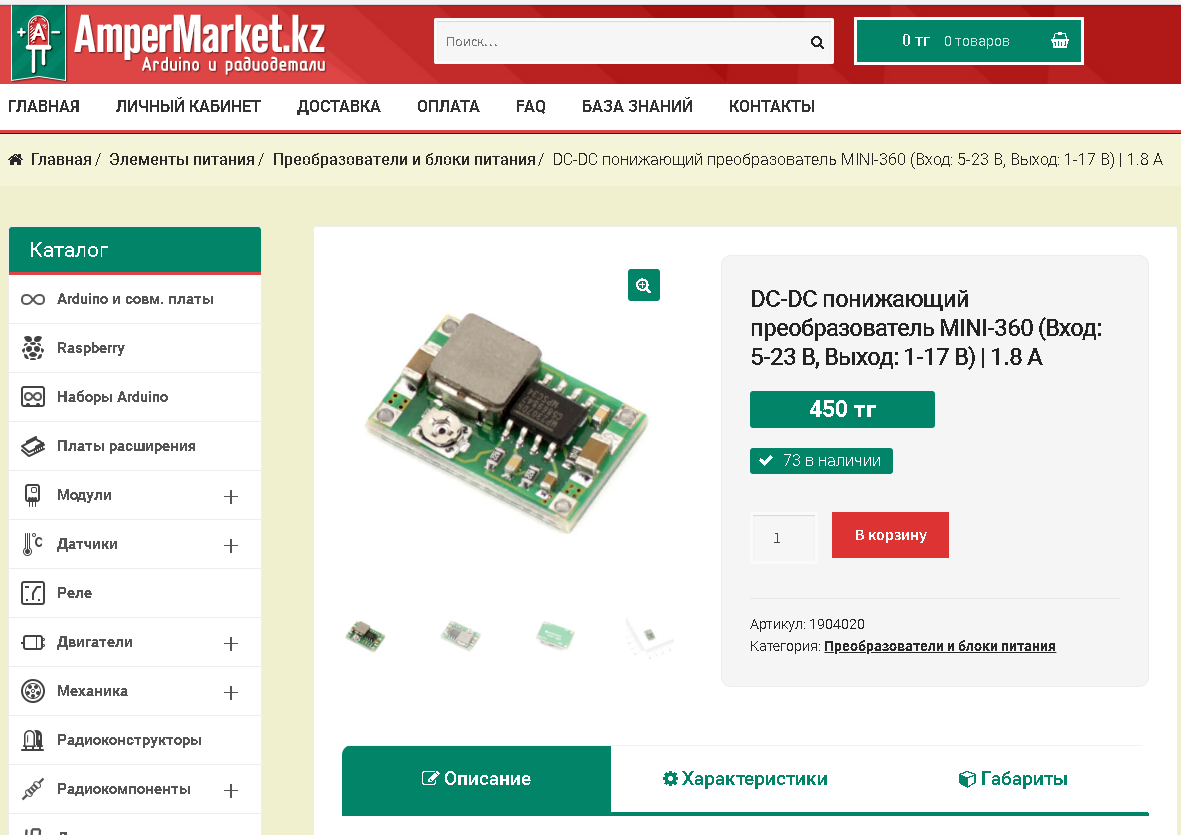 AmperMarket.kz
Arduino и радиодетали
Поиск…
0 тг 0 товаров
ГЛАВНАЯ ЛИЧНЫЙ КАБИНЕТ ДОСТАВКА ОПЛАТА FAQ БАЗА ЗНАНИЙ КОНТАКТЫ
Главная / Элементы питания / Преобразователи и блоки питания / DC-DC понижающий преобразователь MINI-360 (Вход: 5-23 В, Выход: 1-17 В) | 1.8 А
Каталог
Arduino и совм. платы
Raspberry
Наборы Arduino
Платы расширения
Модули
Датчики
Реле
Двигатели
Механика
Радиоконструкторы
Радиокомпоненты
DC-DC понижающий
преобразователь MINI-360 (Вход:
5-23 В, Выход: 1-17 В) | 1.8 А
450 тг
73 в наличии
1
В корзину
Артикул: 1904020
Категория: Преобразователи и блоки питания
Описание Характеристики Габариты